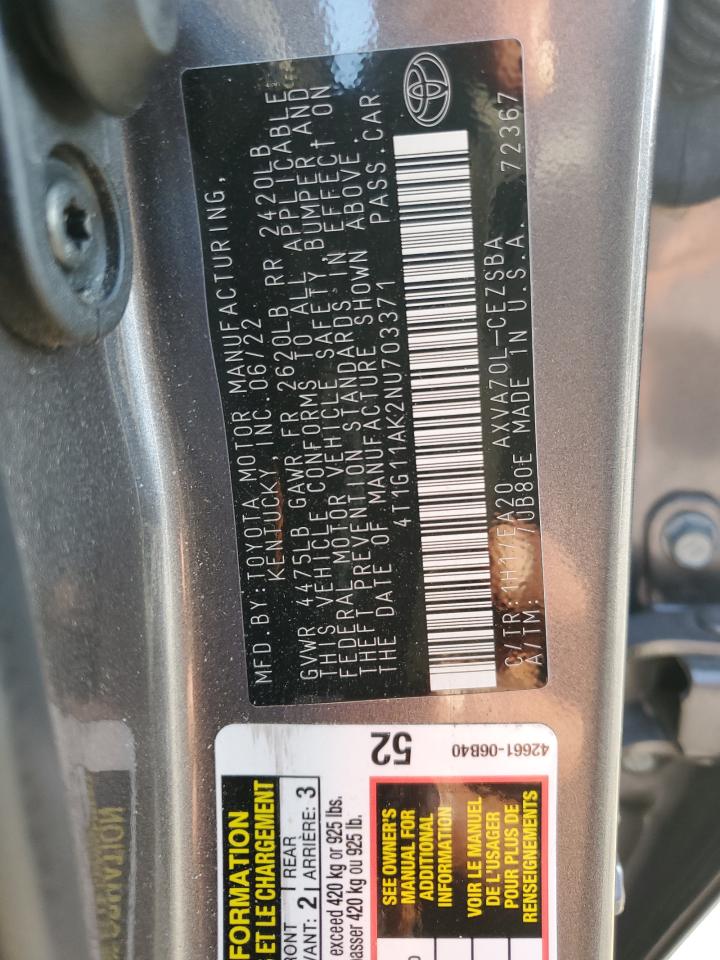 MFD.BY:TOYOTA MOTOR MANUFACTURING,
KENTUCKY, INC.06/22
GVWR 4475LB GAWR FR 2620LB RR 2420LB
THIS VEHICLE CONFORMS TO ALL APPLICABLE
FEDERAL MOTOR VEHICLE SAFETY, BUMPER AND
THEFT PREVENTION STANDARDS IN EFFECT ON
THE DATE OF MANUFACTURE SHOWN ABOVE.
4T1G11AK2NU703371 PASS.CAR
C/TR:1H1/EA20 AXVA70L-CEZSBA 72367
A/TM: /UB80E MADE IN U.S.A.
52
42661-06B40
FORMATION
ET LE CHARGEMENT
RONT 2 REAR 3
VANT: ARRIÈRE:
exceed 420 kg or 925 lbs.
passer 420 kg ou 925 lb.
SEE OWNER'S
MANUAL FOR
ADDITIONAL
INFORMATION
VOIR LE MANUEL
DE L'USAGER
POUR PLUS DE
RENSEIGNEMENTS